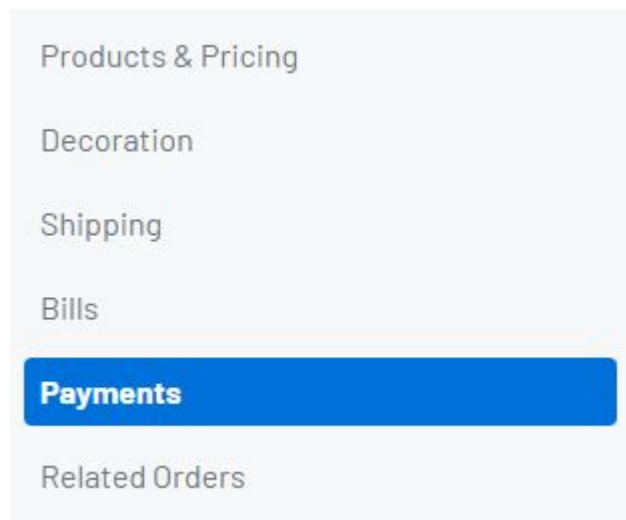 Products & Pricing
Decoration
Shipping
Bills
Payments
Related Orders